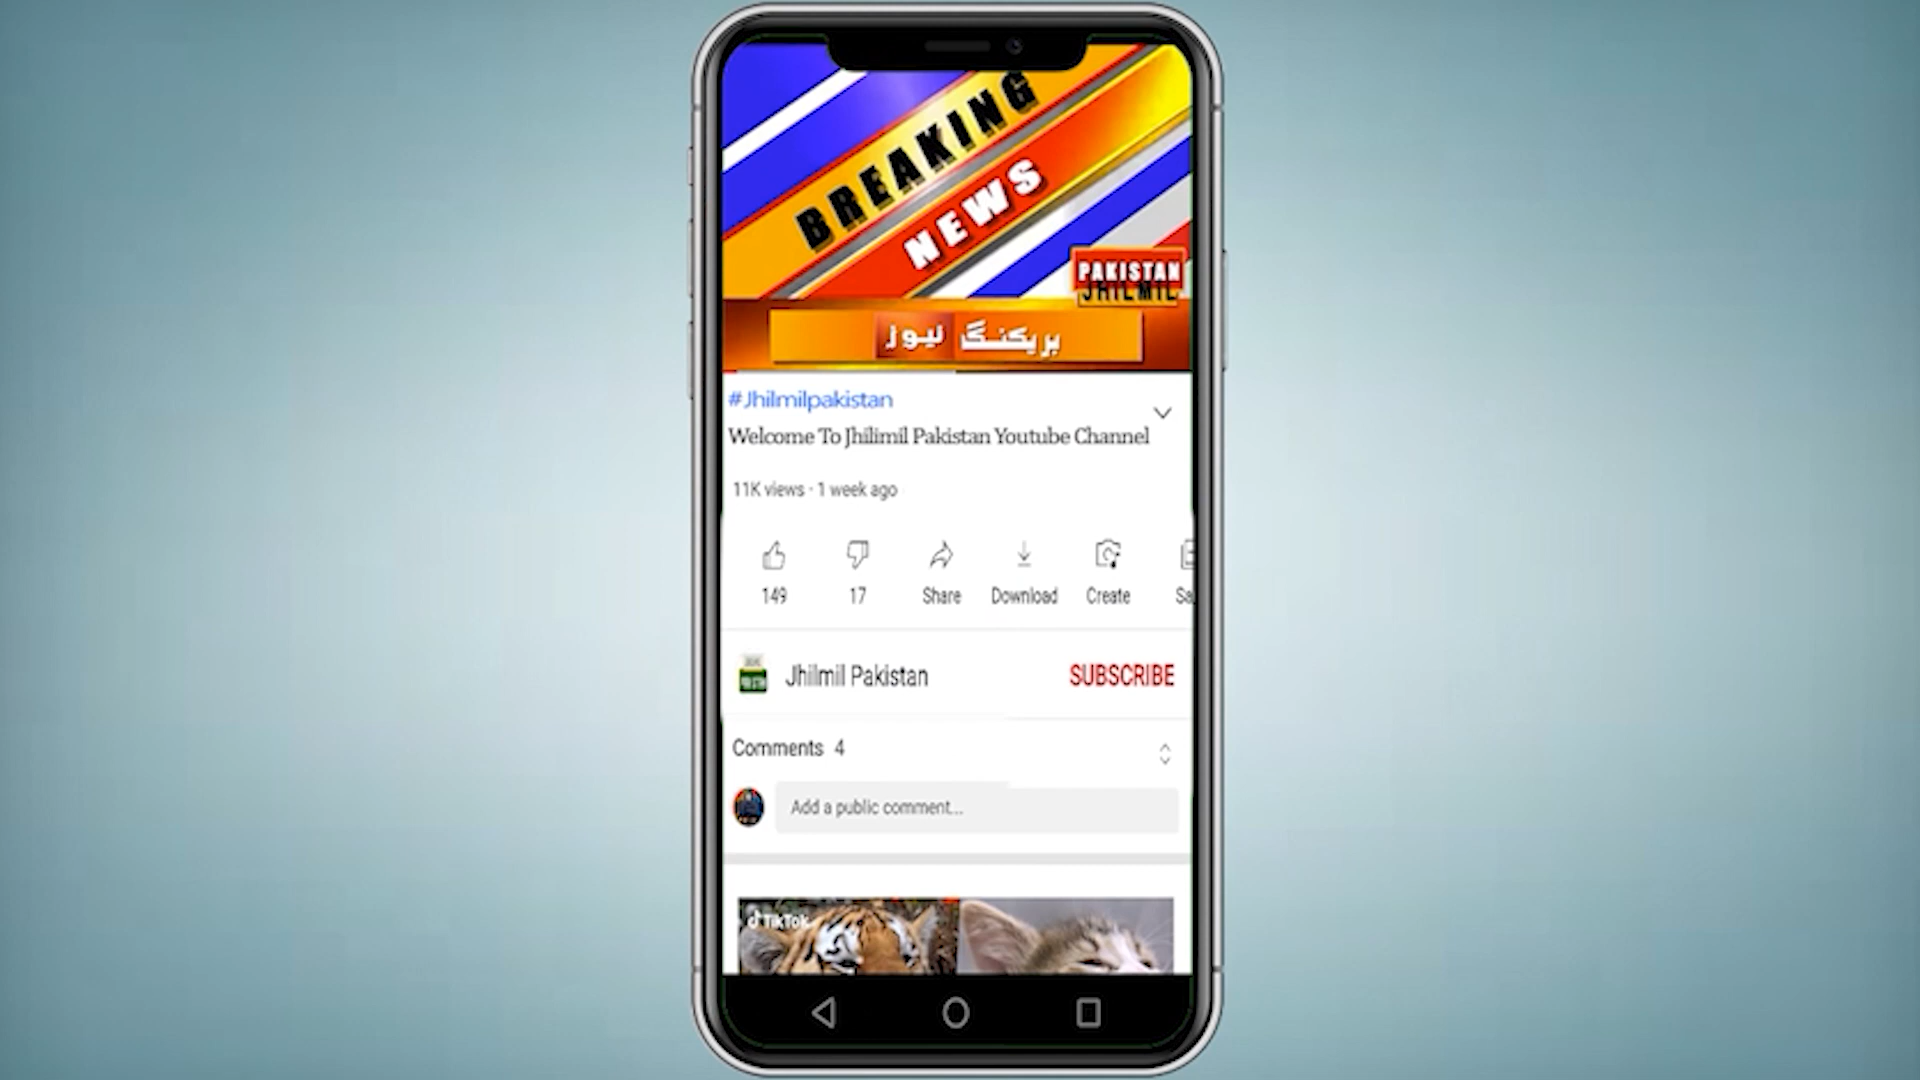 BREAKING
NEWS
PAKISTAN
JHILMIL
بریکنگ نیوز
#Jhilmilpakistan
Welcome To Jhilimil Pakistan Youtube Channel
11K views · 1 week ago
149
17
Share
Download
Create
Sa
Jhilmil Pakistan
SUBSCRIBE
Comments 4
Add a public comment...
TikTok